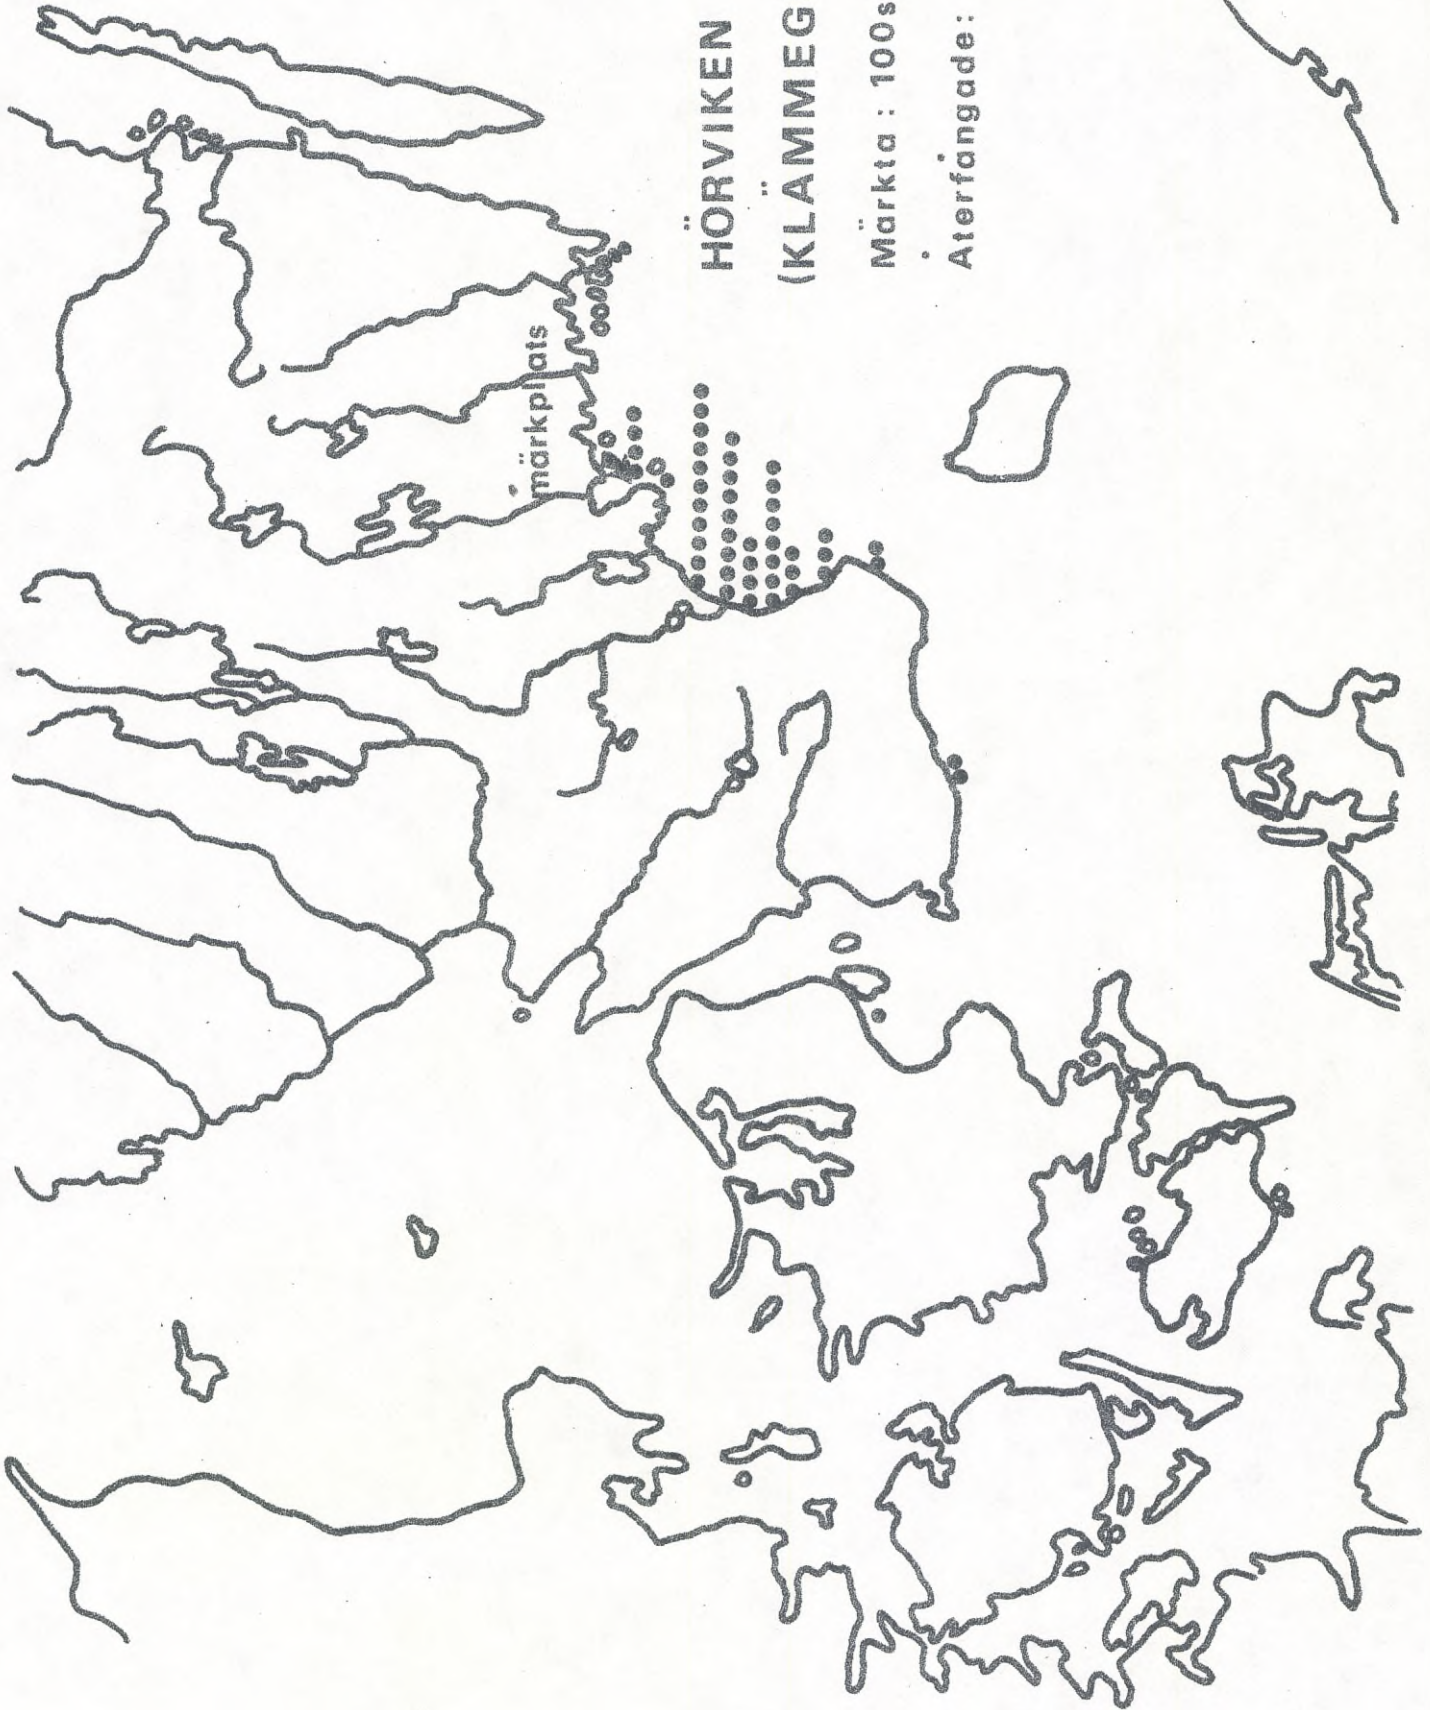 HÖRVIKEN
(KLÄMMEG
Märkta : 100s
Återfångade:
märkplats